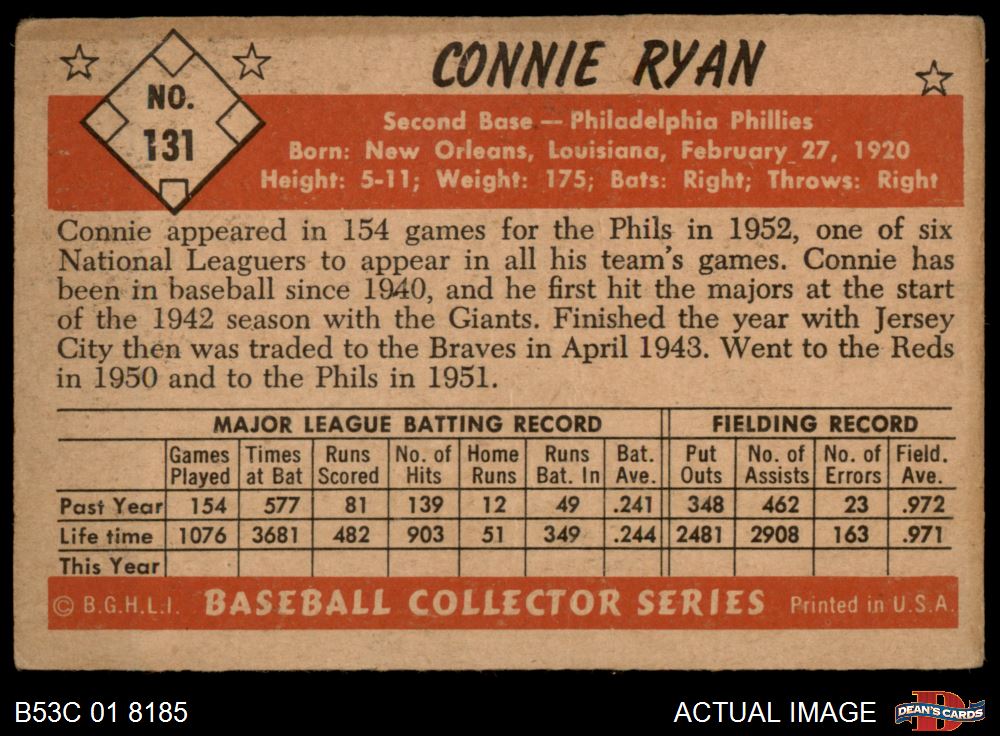 NO.
131
CONNIE RYAN
Second Base — Philadelphia Phillies
Born: New Orleans, Louisiana, February 27, 1920
Height: 5-11; Weight: 175; Bats: Right; Throws: Right
Connie appeared in 154 games for the Phils in 1952, one of six
National Leaguers to appear in all his team's games. Connie has
been in baseball since 1940, and he first hit the majors at the start
of the 1942 season with the Giants. Finished the year with Jersey
City then was traded to the Braves in April 1943. Went to the Reds
in 1950 and to the Phils in 1951.
MAJOR LEAGUE BATTING RECORD FIELDING RECORD
Games Times Runs No. of Home Runs Bat. Put No. of No. of Field.
Played at Bat Scored Hits Runs Bat. In Ave. Outs Assists Errors Ave.
Past Year 154 577 81 139 12 49 .241 348 462 23 .972
Life time 1076 3681 482 903 51 349 .244 2481 2908 163 .971
This Year
© B.G.H.L.I. BASEBALL COLLECTOR SERIES Printed in U.S.A.
B53C 01 8185 ACTUAL IMAGE DEAN'S CARDS